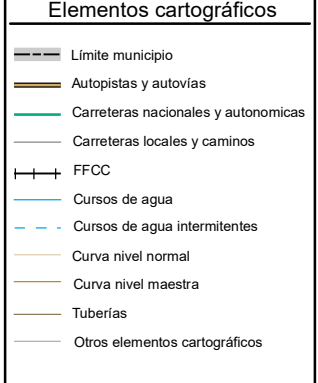 Elementos cartográficos
Límite municipio
Autopistas y autovías
Carreteras nacionales y autonomicas
Carreteras locales y caminos
FFCC
Cursos de agua
Cursos de agua intermitentes
Curva nivel normal
Curva nivel maestra
Tuberías
Otros elementos cartográficos